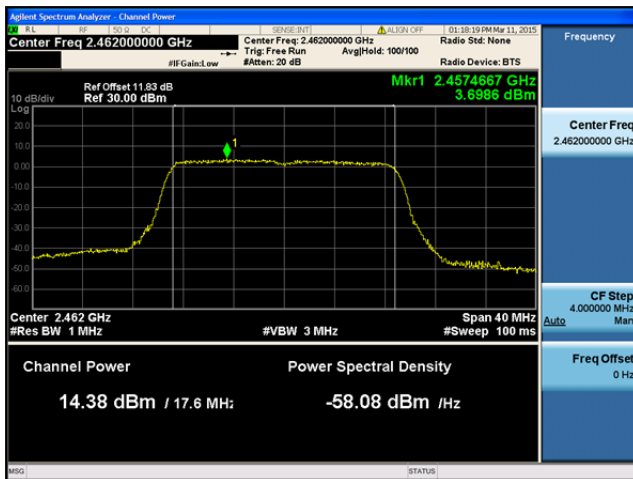 Agilent Spectrum Analyzer - Channel Power
RL RF 50 Ω DC SENSE:INT ALIGN OFF 01:18:19 PM Mar 11, 2015
Center Freq 2.462000000 GHz
Center Freq: 2.462000000 GHz
Radio Std: None
Trig: Free Run
Avg|Hold: 100/100
#IFGain:Low
#Atten: 20 dB
Radio Device: BTS
Ref Offset 11.83 dB
10 dB/div
Ref 30.00 dBm
Log
Mkr1 2.4574667 GHz
3.6986 dBm
20.0
10.0
0.00
-10.0
-20.0
-30.0
-40.0
-50.0
-60.0
1
Center 2.462 GHz
Span 40 MHz
#Res BW 1 MHz
#VBW 3 MHz
#Sweep 100 ms
Channel Power
Power Spectral Density
14.38 dBm / 17.6 MHz
-58.08 dBm /Hz
MSG
STATUS
Frequency
Center Freq
2.462000000 GHz
CF Step
4.000000 MHz
Auto Man
Freq Offset
0 Hz